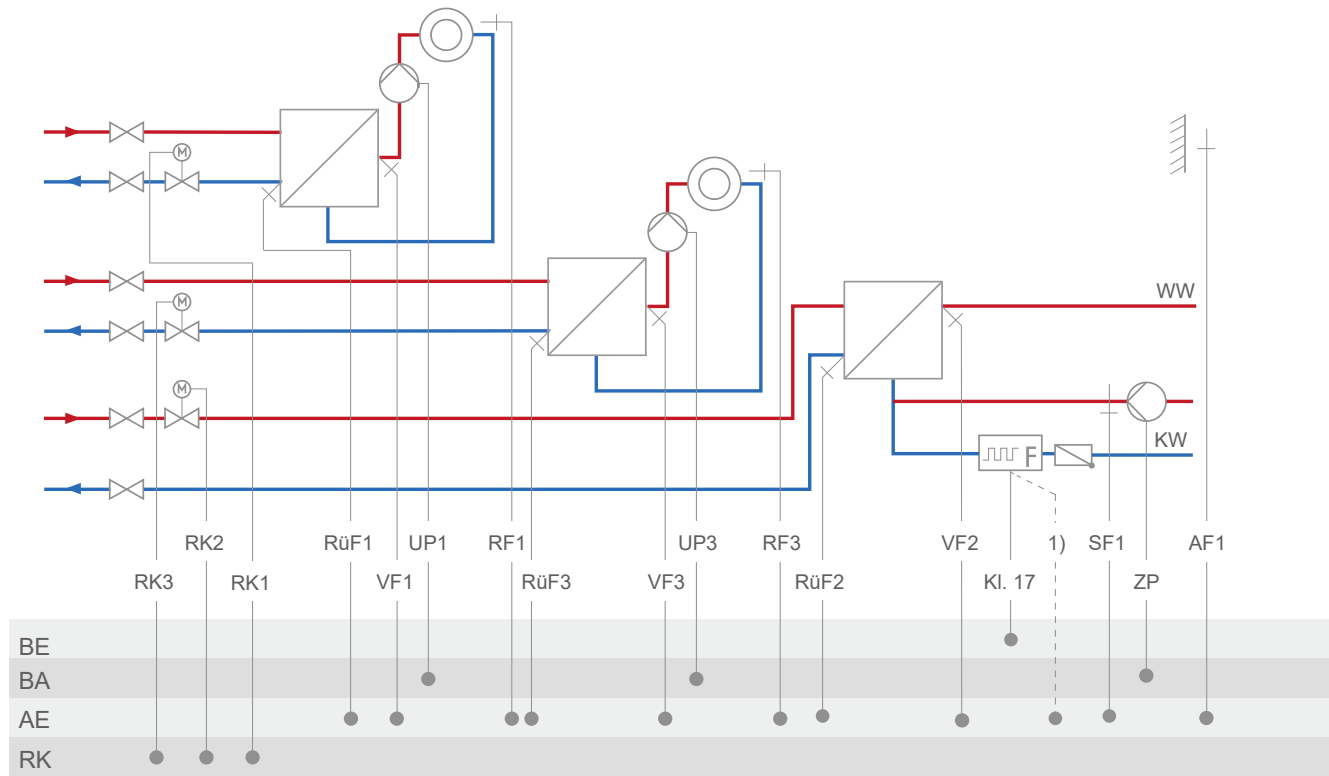 M
M
WW
M
KW
F
RK2 RüF1 UP1 RF1 UP3 RF3 VF2 1) SF1 AF1
RK3 RK1 VF1 RüF3 VF3 RüF2 Kl. 17 ZP
BE
BA
AE
RK